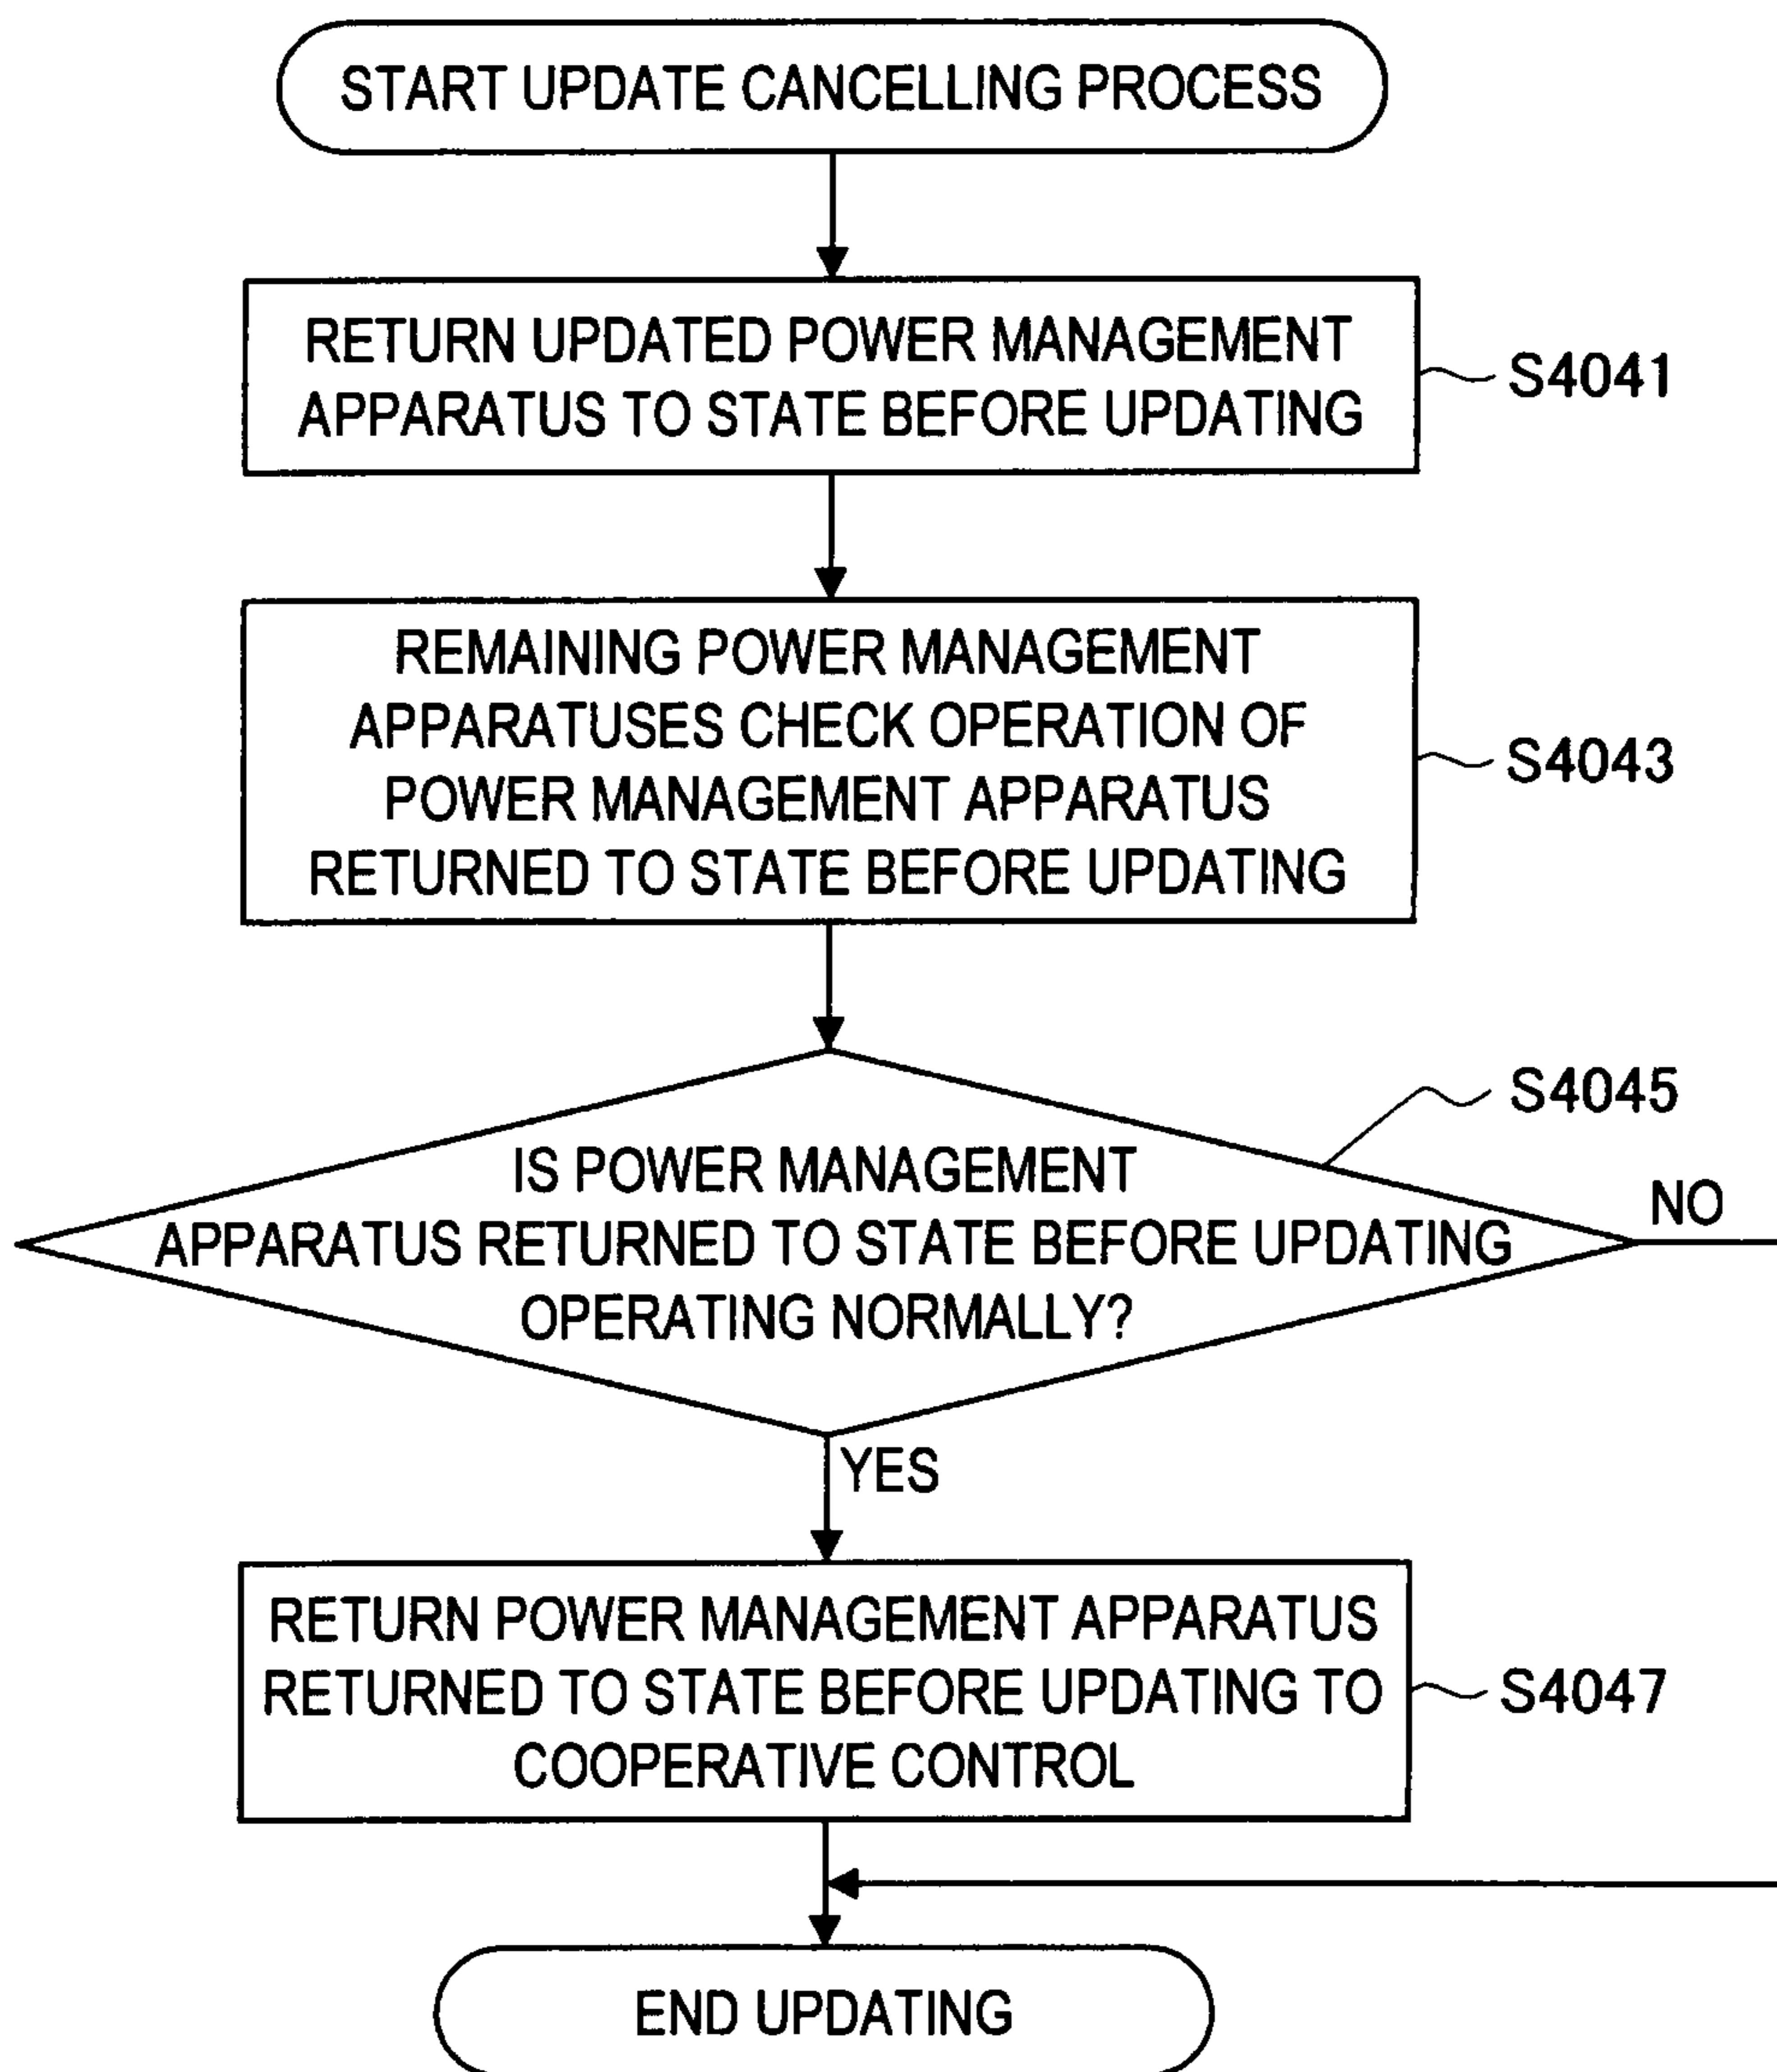 START UPDATE CANCELLING PROCESS
RETURN UPDATED POWER MANAGEMENT
APPARATUS TO STATE BEFORE UPDATING
S4041
REMAINING POWER MANAGEMENT
APPARATUSES CHECK OPERATION OF
POWER MANAGEMENT APPARATUS
RETURNED TO STATE BEFORE UPDATING
S4043
S4045
IS POWER MANAGEMENT
APPARATUS RETURNED TO STATE BEFORE UPDATING
OPERATING NORMALLY?
NO
YES
RETURN POWER MANAGEMENT APPARATUS
RETURNED TO STATE BEFORE UPDATING TO
COOPERATIVE CONTROL
S4047
END UPDATING